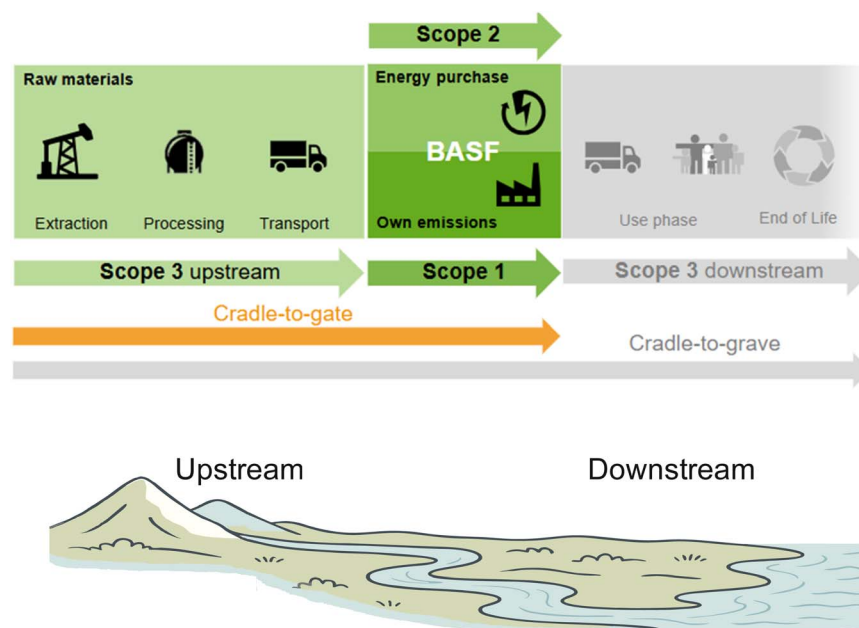 Scope 2
Raw materials
Energy purchase
BASF
Extraction
Processing
Transport
Own emissions
Use phase
End of Life
Scope 3 upstream
Scope 1
Scope 3 downstream
Cradle-to-gate
Cradle-to-grave
Upstream
Downstream